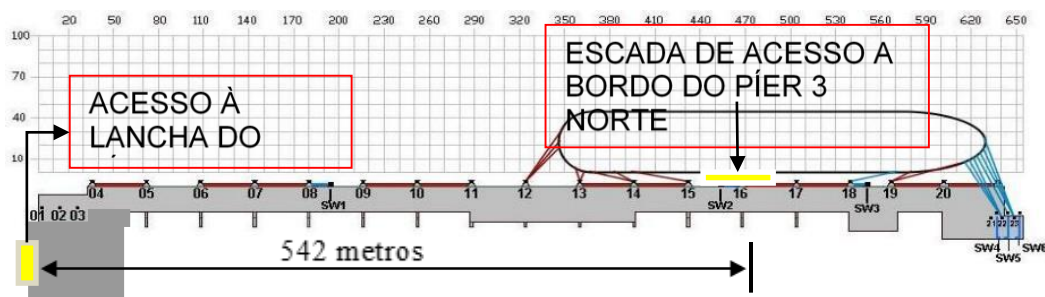 20 50 80 110 140 170 200 230 260 290 320 350 380 410 440 470 500 530 560 590 620 650
100
70
40
10
ACESSO À
LANCHA DO
ESCADA DE ACESSO A
BORDO DO PÍER 3
NORTE
04 05 06 07 08 09 10 11 12 13 14 15 16 17 18 19 20
01 02 03
SW1 SW2 SW3
21 22 23
SW4 SW6
SW5
542 metros